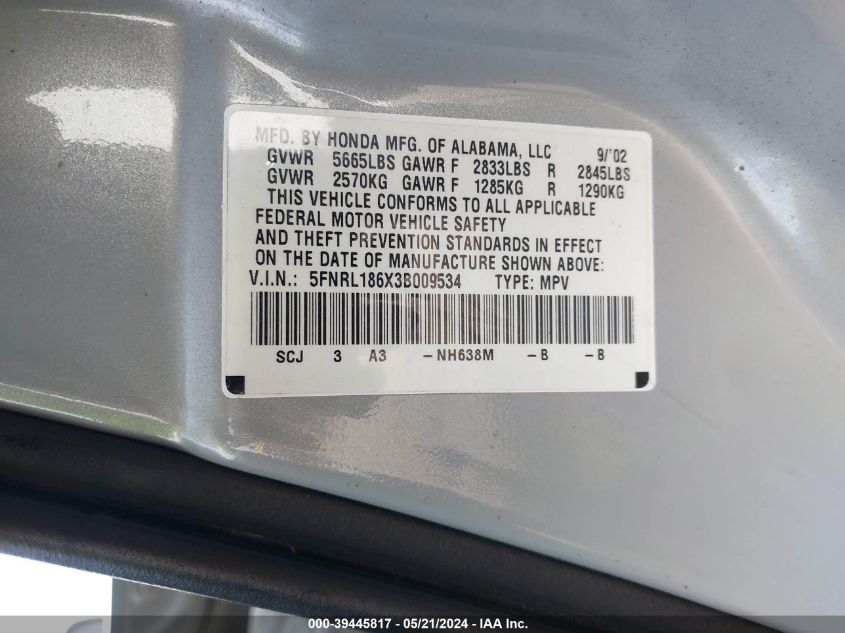 MFD. BY HONDA MFG. OF ALABAMA, LLC 9/'02
GVWR 5665LBS GAWR F 2833LBS R 2845LBS
GVWR 2570KG GAWR F 1285KG R 1290KG
THIS VEHICLE CONFORMS TO ALL APPLICABLE
FEDERAL MOTOR VEHICLE SAFETY
AND THEFT PREVENTION STANDARDS IN EFFECT
ON THE DATE OF MANUFACTURE SHOWN ABOVE:
V.I.N.: 5FNRL186X3B009534 TYPE: MPV
SCJ 3 A3 -NH638M -B -B
000-39445817 - 05/21/2024 - IAA Inc.